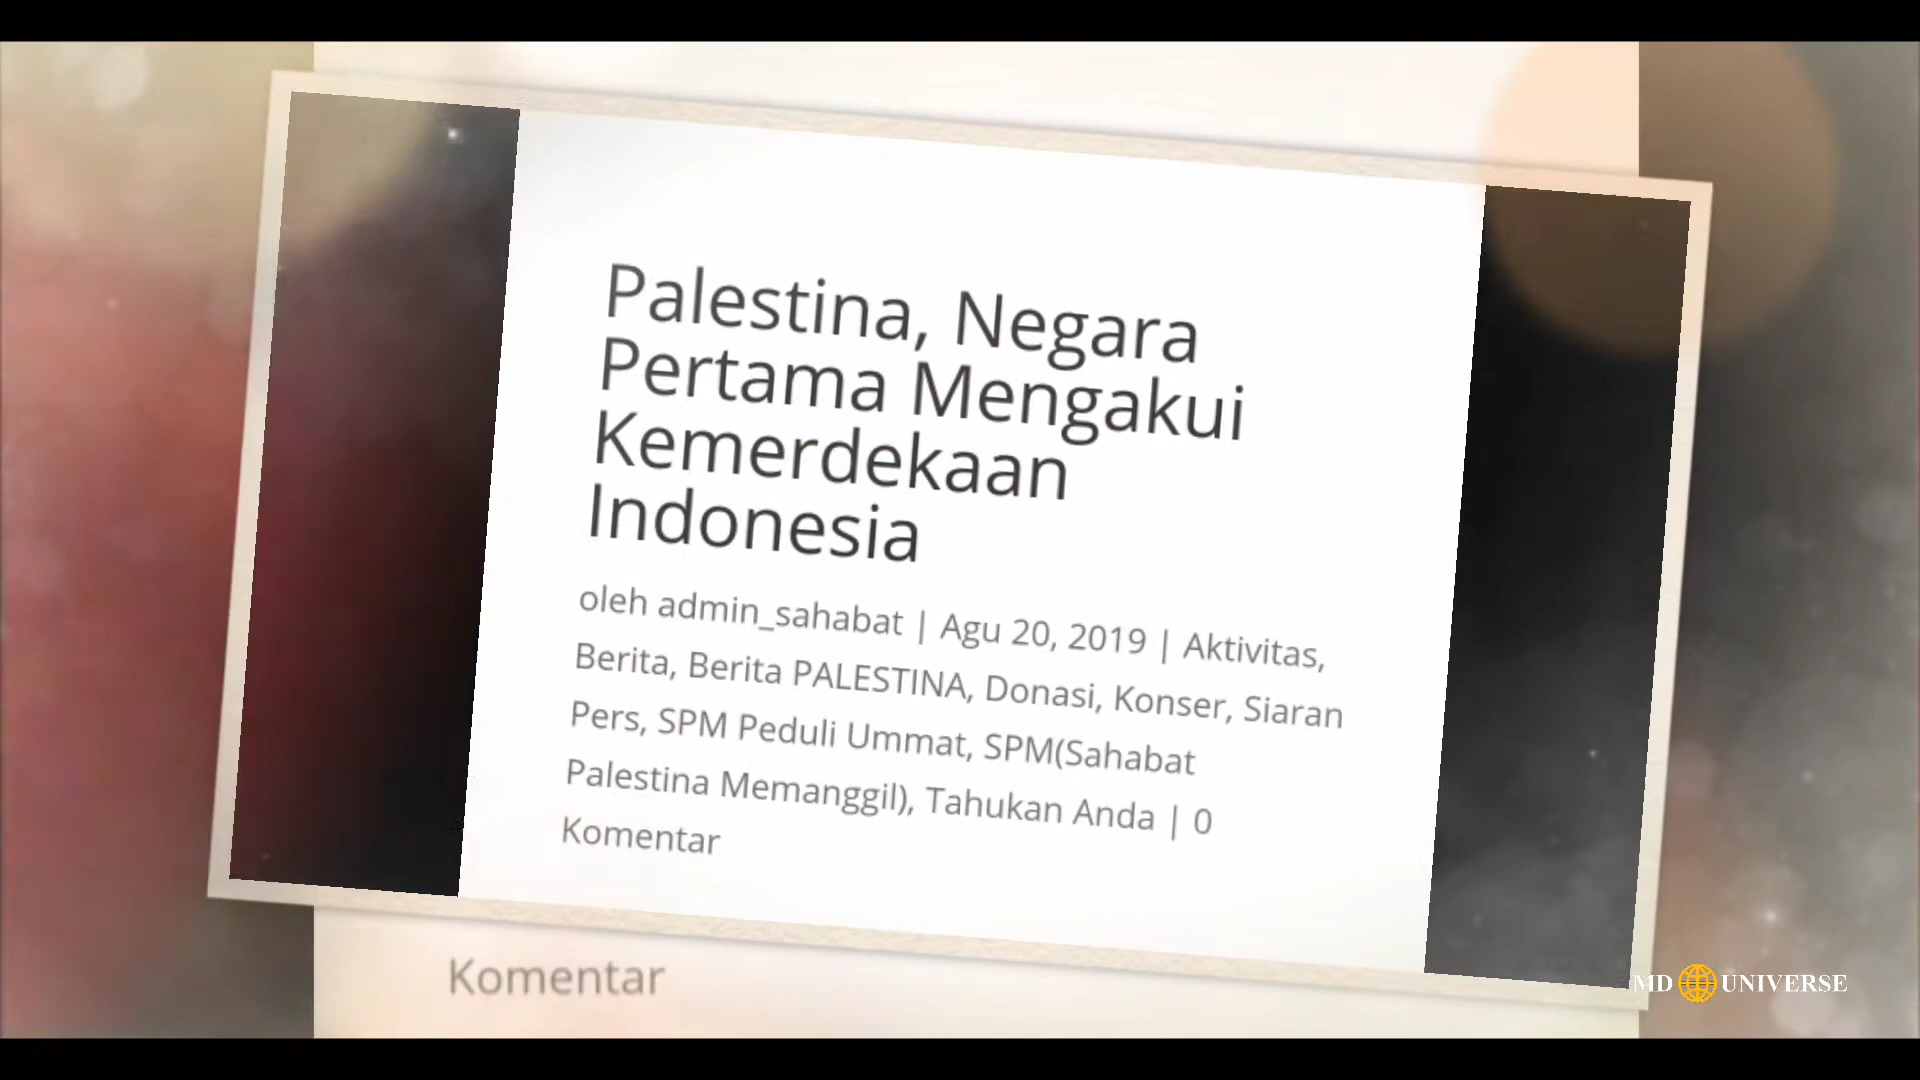 Palestina, Negara
Pertama Mengakui
Kemerdekaan
Indonesia
oleh admin_sahabat | Agu 20, 2019 | Aktivitas,
Berita, Berita PALESTINA, Donasi, Konser, Siaran
Pers, SPM Peduli Ummat, SPM(Sahabat
Palestina Memanggil), Tahukan Anda | 0
Komentar
Komentar
MD UNIVERSE